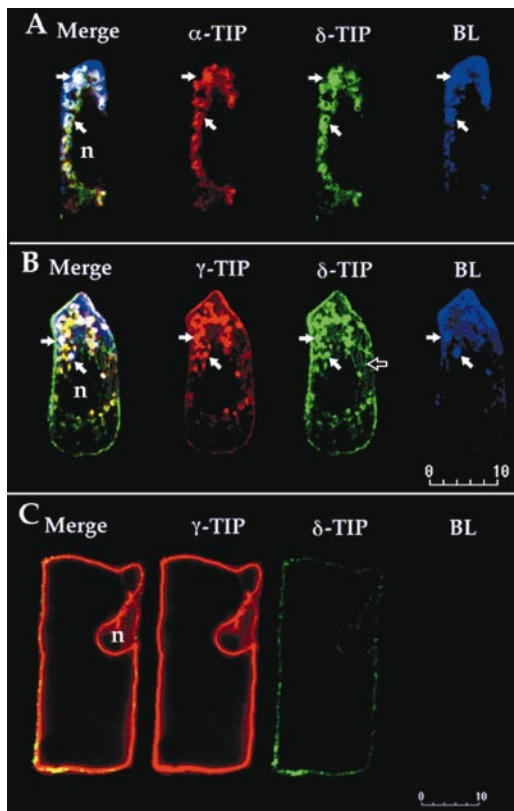 A Merge α-TIP δ-TIP BL
n
B Merge γ-TIP δ-TIP BL
n
0 10
C Merge γ-TIP δ-TIP BL
n
0 10